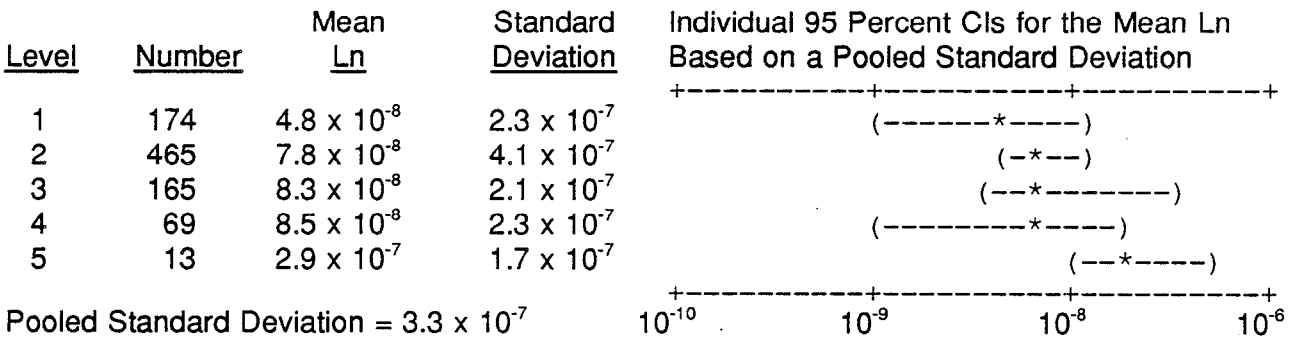 Mean Standard Individual 95 Percent CIs for the Mean Ln
Level Number Ln Deviation Based on a Pooled Standard Deviation
+---------+----------+----------+
1 174 4.8 x 10⁻⁸ 2.3 x 10⁻⁷ (------*----)
2 465 7.8 x 10⁻⁸ 4.1 x 10⁻⁷ (-*--)
3 165 8.3 x 10⁻⁸ 2.1 x 10⁻⁷ (--*-------)
4 69 8.5 x 10⁻⁸ 2.3 x 10⁻⁷ (--------*----)
5 13 2.9 x 10⁻⁷ 1.7 x 10⁻⁷ (--*----)
+---------+----------+----------+
Pooled Standard Deviation = 3.3 x 10⁻⁷ 10⁻¹⁰ 10⁻⁹ 10⁻⁸ 10⁻⁶